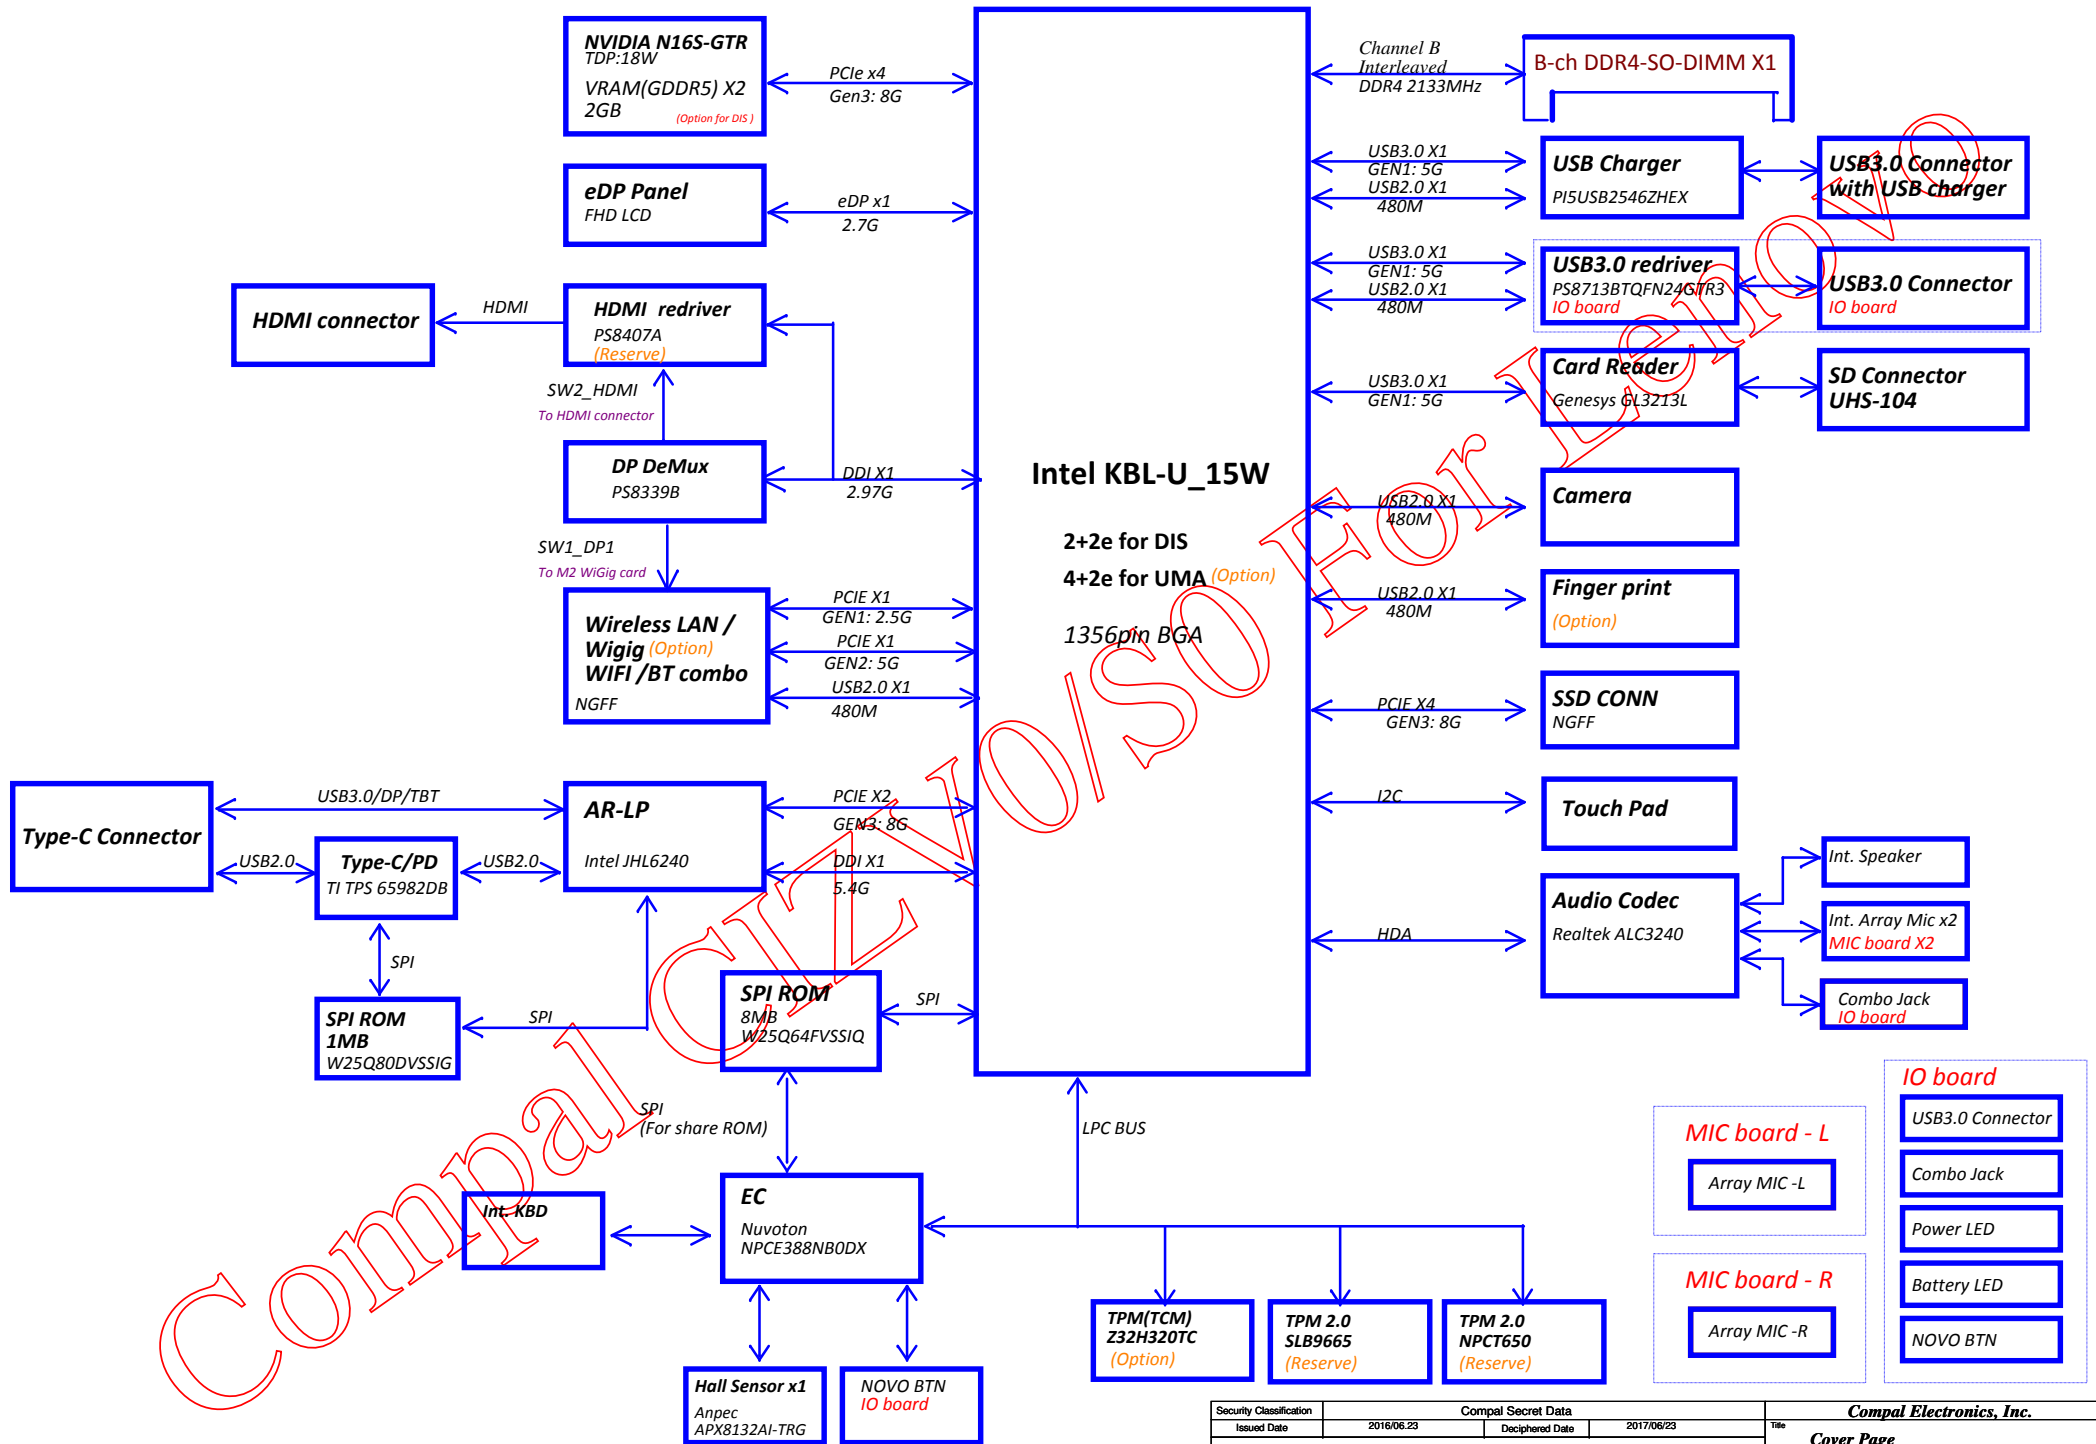 NVIDIA N16S-GTR
TDP:18W
VRAM(GDDR5) X2
2GB
(Option for DIS )
PCIe x4
Gen3: 8G
eDP Panel
FHD LCD
eDP x1
2.7G
HDMI connector
HDMI
HDMI redriver
PS8407A
(Reserve)
SW2_HDMI
To HDMI connector
DP DeMux
PS8339B
DDI X1
2.97G
SW1_DP1
To M2 WiGig card
Wireless LAN /
Wigig (Option)
WIFI /BT combo
NGFF
PCIE X1
GEN1: 2.5G
PCIE X1
GEN2: 5G
USB2.0 X1
480M
Type-C Connector
USB3.0/DP/TBT
USB2.0
Type-C/PD
TI TPS 65982DB
USB2.0
AR-LP
Intel JHL6240
PCIE X2
GEN3: 8G
DDI X1
5.4G
SPI
SPI ROM
1MB
W25Q80DVSSIG
SPI
SPI ROM
8MB
W25Q64FVSSIQ
SPI
SPI
(For share ROM)
Int. KBD
EC
Nuvoton
NPCE388NB0DX
Hall Sensor x1
Anpec
APX8132AI-TRG
NOVO BTN
IO board
LPC BUS
TPM(TCM)
Z32H320TC
(Option)
TPM 2.0
SLB9665
(Reserve)
TPM 2.0
NPCT650
(Reserve)
Intel KBL-U_15W
2+2e for DIS
4+2e for UMA (Option)
1356pin BGA
Channel B
Interleaved
DDR4 2133MHz
B-ch DDR4-SO-DIMM X1
USB3.0 X1
GEN1: 5G
USB2.0 X1
480M
USB Charger
PI5USB2546ZHEX
USB3.0 Connector
with USB charger
USB3.0 X1
GEN1: 5G
USB2.0 X1
480M
USB3.0 redriver
PS8713BTQFN24GTR3
IO board
USB3.0 Connector
IO board
USB3.0 X1
GEN1: 5G
Card Reader
Genesys GL3213L
SD Connector
UHS-104
USB2.0 X1
480M
Camera
USB2.0 X1
480M
Finger print
(Option)
PCIE X4
GEN3: 8G
SSD CONN
NGFF
I2C
Touch Pad
HDA
Audio Codec
Realtek ALC3240
Int. Speaker
Int. Array Mic x2
MIC board X2
Combo Jack
IO board
MIC board - L
Array MIC -L
MIC board - R
Array MIC -R
IO board
USB3.0 Connector
Combo Jack
Power LED
Battery LED
NOVO BTN
Compal CIZV0/S0 For Lenovo
Security Classification
Compal Secret Data
Issued Date
2016/06.23
Deciphered Date
2017/06/23
Compal Electronics, Inc.
Title
Cover Page